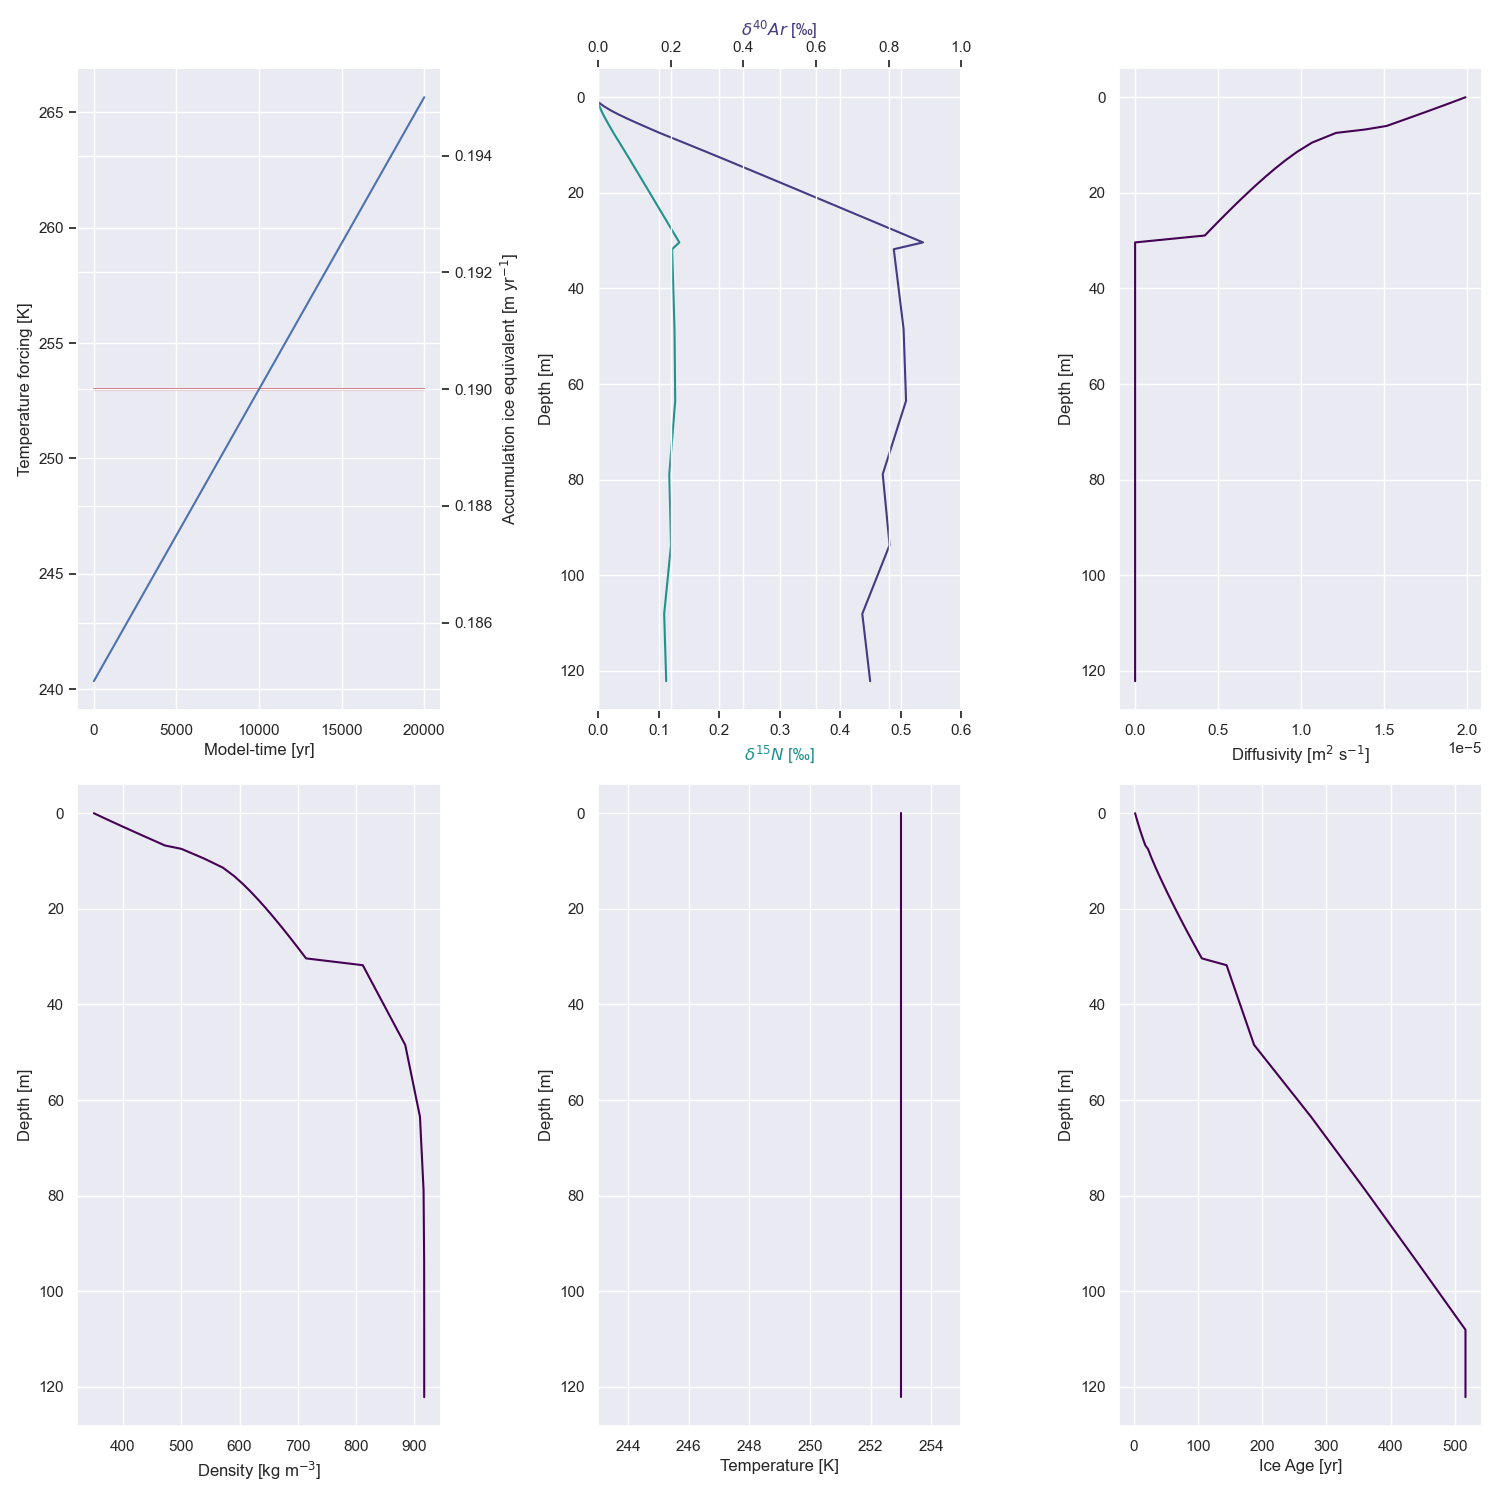 δ⁴⁰Ar [‰]
0.0 0.2 0.4 0.6 0.8 1.0
265
260
255
250
245
240
Temperature forcing [K]
0 5000 10000 15000 20000
Model-time [yr]
0.194
0.192
0.190
0.188
0.186
Accumulation ice equivalent [m yr⁻¹]
0
20
40
60
80
100
120
Depth [m]
0.0 0.1 0.2 0.3 0.4 0.5 0.6
δ¹⁵N [‰]
0
20
40
60
80
100
120
Depth [m]
0.0 0.5 1.0 1.5 2.0
1e−5
Diffusivity [m² s⁻¹]
0
20
40
60
80
100
120
Depth [m]
400 500 600 700 800 900
Density [kg m⁻³]
0
20
40
60
80
100
120
Depth [m]
244 246 248 250 252 254
Temperature [K]
0
20
40
60
80
100
120
Depth [m]
0 100 200 300 400 500
Ice Age [yr]